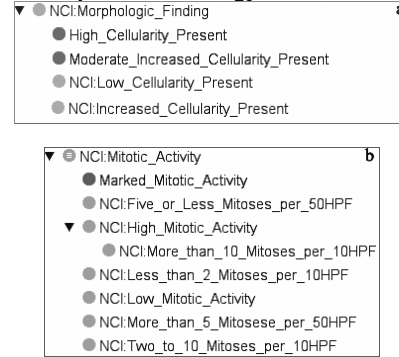 NCI:Morphologic_Finding a
High_Cellularity_Present
Moderate_Increased_Cellularity_Present
NCI:Low_Cellularity_Present
NCI:Increased_Cellularity_Present
NCI:Mitotic_Activity b
Marked_Mitotic_Activity
NCI:Five_or_Less_Mitoses_per_50HPF
NCI:High_Mitotic_Activity
NCI:More_than_10_Mitoses_per_10HPF
NCI:Less_than_2_Mitoses_per_10HPF
NCI:Low_Mitotic_Activity
NCI:More_than_5_Mitosese_per_50HPF
NCI:Two_to_10_Mitoses_per_10HPF